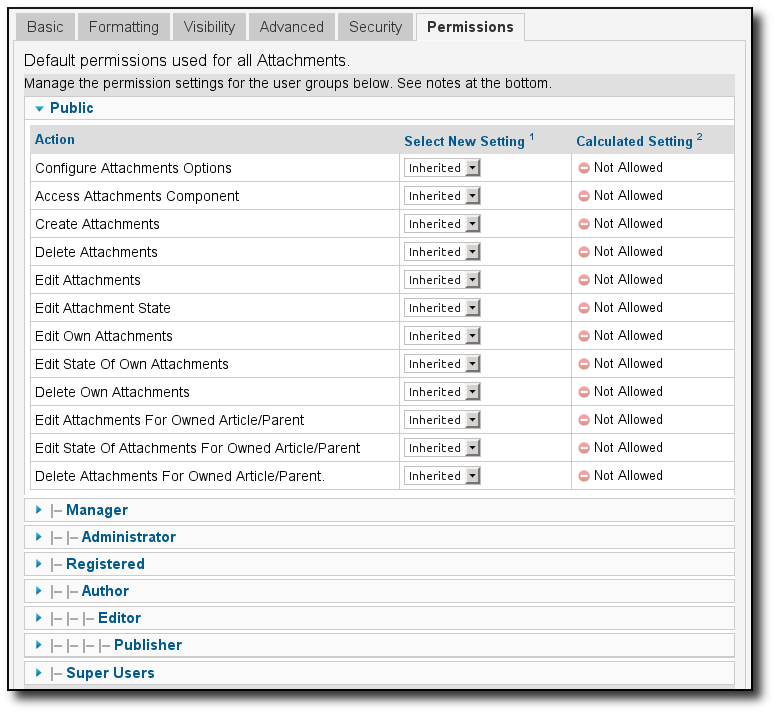 Basic Formatting Visibility Advanced Security Permissions
Default permissions used for all Attachments.
Manage the permission settings for the user groups below. See notes at the bottom.
Public
Action Select New Setting 1 Calculated Setting 2
Configure Attachments Options Inherited Not Allowed
Access Attachments Component Inherited Not Allowed
Create Attachments Inherited Not Allowed
Delete Attachments Inherited Not Allowed
Edit Attachments Inherited Not Allowed
Edit Attachment State Inherited Not Allowed
Edit Own Attachments Inherited Not Allowed
Edit State Of Own Attachments Inherited Not Allowed
Delete Own Attachments Inherited Not Allowed
Edit Attachments For Owned Article/Parent Inherited Not Allowed
Edit State Of Attachments For Owned Article/Parent Inherited Not Allowed
Delete Attachments For Owned Article/Parent. Inherited Not Allowed
|– Manager
|– |– Administrator
|– Registered
|– |– Author
|– |– |– Editor
|– |– |– |– Publisher
|– Super Users